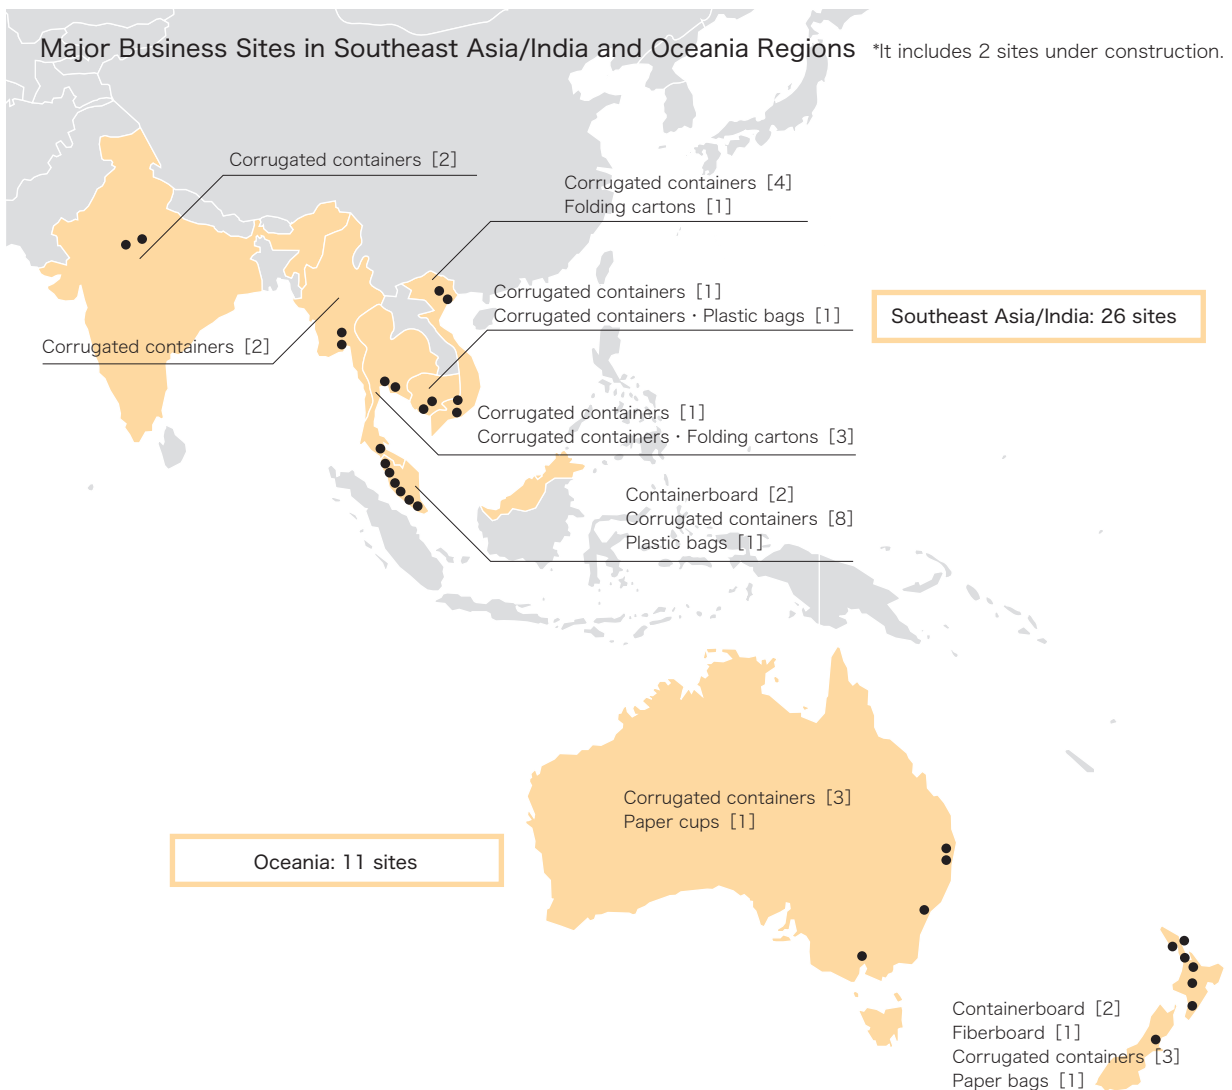 Major Business Sites in Southeast Asia/India and Oceania Regions *It includes 2 sites under construction.
Corrugated containers [2]
Corrugated containers [4]
Folding cartons [1]
Corrugated containers [1]
Corrugated containers・Plastic bags [1]
Southeast Asia/India: 26 sites
Corrugated containers [2]
Corrugated containers [1]
Corrugated containers・Folding cartons [3]
Containerboard [2]
Corrugated containers [8]
Plastic bags [1]
Corrugated containers [3]
Paper cups [1]
Oceania: 11 sites
Containerboard [2]
Fiberboard [1]
Corrugated containers [3]
Paper bags [1]